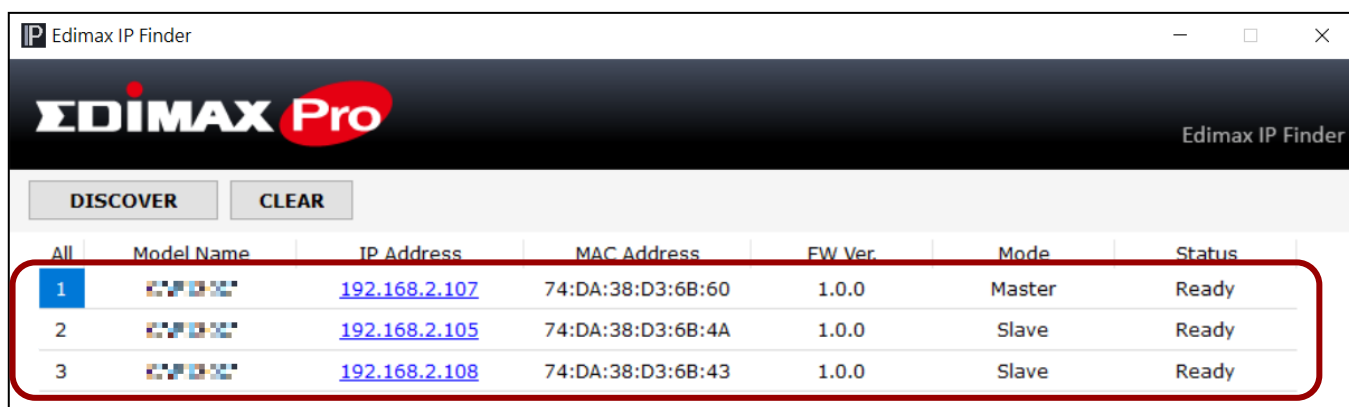 IP Edimax IP Finder
EDIMAX Pro
Edimax IP Finder
DISCOVER CLEAR
All Model Name IP Address MAC Address FW Ver. Mode Status
1 192.168.2.107 74:DA:38:D3:6B:60 1.0.0 Master Ready
2 192.168.2.105 74:DA:38:D3:6B:4A 1.0.0 Slave Ready
3 192.168.2.108 74:DA:38:D3:6B:43 1.0.0 Slave Ready